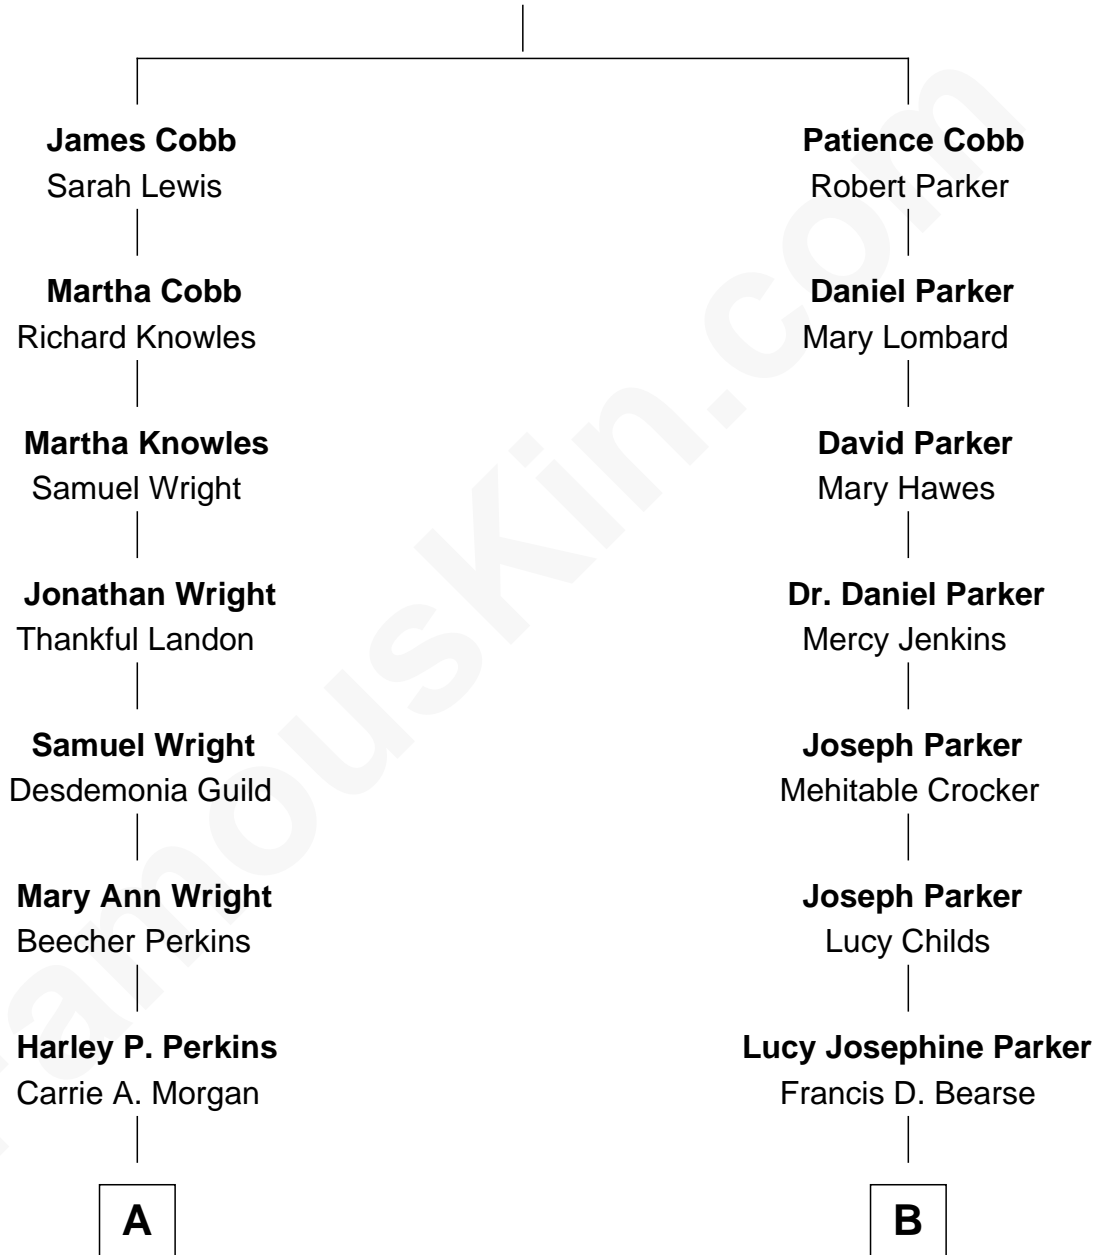 James Cobb
Sarah Lewis
Patience Cobb
Robert Parker
Martha Cobb
Richard Knowles
Daniel Parker
Mary Lombard
Martha Knowles
Samuel Wright
David Parker
Mary Hawes
Jonathan Wright
Thankful Landon
Dr. Daniel Parker
Mercy Jenkins
Samuel Wright
Desdemonia Guild
Joseph Parker
Mehitable Crocker
Mary Ann Wright
Beecher Perkins
Joseph Parker
Lucy Childs
Harley P. Perkins
Carrie A. Morgan
Lucy Josephine Parker
Francis D. Bearse
A
B
FamousKin.com